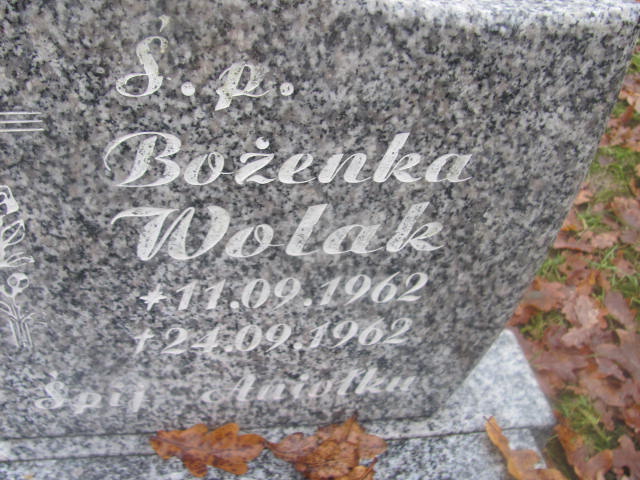 Ś.p.
Bożenka
Wolak
*11.09.1962
†24.09.1962
Śpij Aniołku